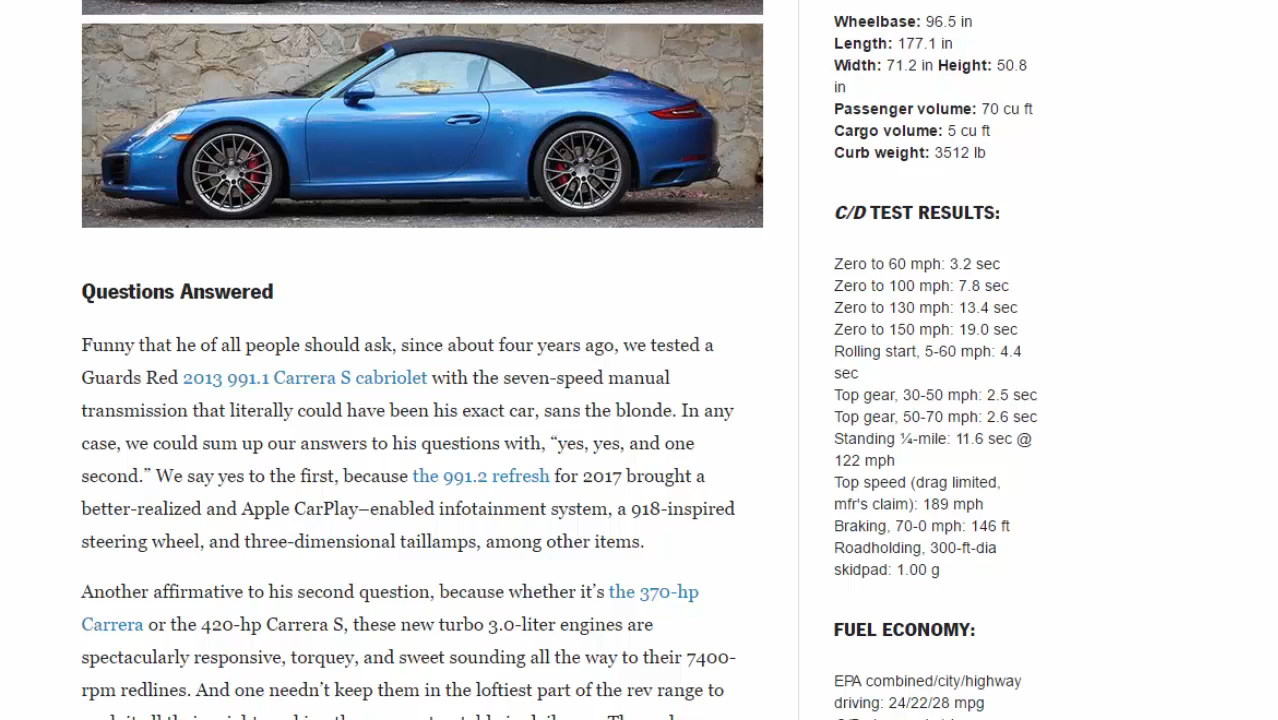 Questions Answered
Funny that he of all people should ask, since about four years ago, we tested a
Guards Red 2013 991.1 Carrera S cabriolet with the seven-speed manual
transmission that literally could have been his exact car, sans the blonde. In any
case, we could sum up our answers to his questions with, “yes, yes, and one
second.” We say yes to the first, because the 991.2 refresh for 2017 brought a
better-realized and Apple CarPlay–enabled infotainment system, a 918-inspired
steering wheel, and three-dimensional taillamps, among other items.
Another affirmative to his second question, because whether it’s the 370-hp
Carrera or the 420-hp Carrera S, these new turbo 3.0-liter engines are
spectacularly responsive, torquey, and sweet sounding all the way to their 7400-
rpm redlines. And one needn’t keep them in the loftiest part of the rev range to
Wheelbase: 96.5 in
Length: 177.1 in
Width: 71.2 in Height: 50.8
in
Passenger volume: 70 cu ft
Cargo volume: 5 cu ft
Curb weight: 3512 lb
C/D TEST RESULTS:
Zero to 60 mph: 3.2 sec
Zero to 100 mph: 7.8 sec
Zero to 130 mph: 13.4 sec
Zero to 150 mph: 19.0 sec
Rolling start, 5-60 mph: 4.4
sec
Top gear, 30-50 mph: 2.5 sec
Top gear, 50-70 mph: 2.6 sec
Standing ¼-mile: 11.6 sec @
122 mph
Top speed (drag limited,
mfr's claim): 189 mph
Braking, 70-0 mph: 146 ft
Roadholding, 300-ft-dia
skidpad: 1.00 g
FUEL ECONOMY:
EPA combined/city/highway
driving: 24/22/28 mpg